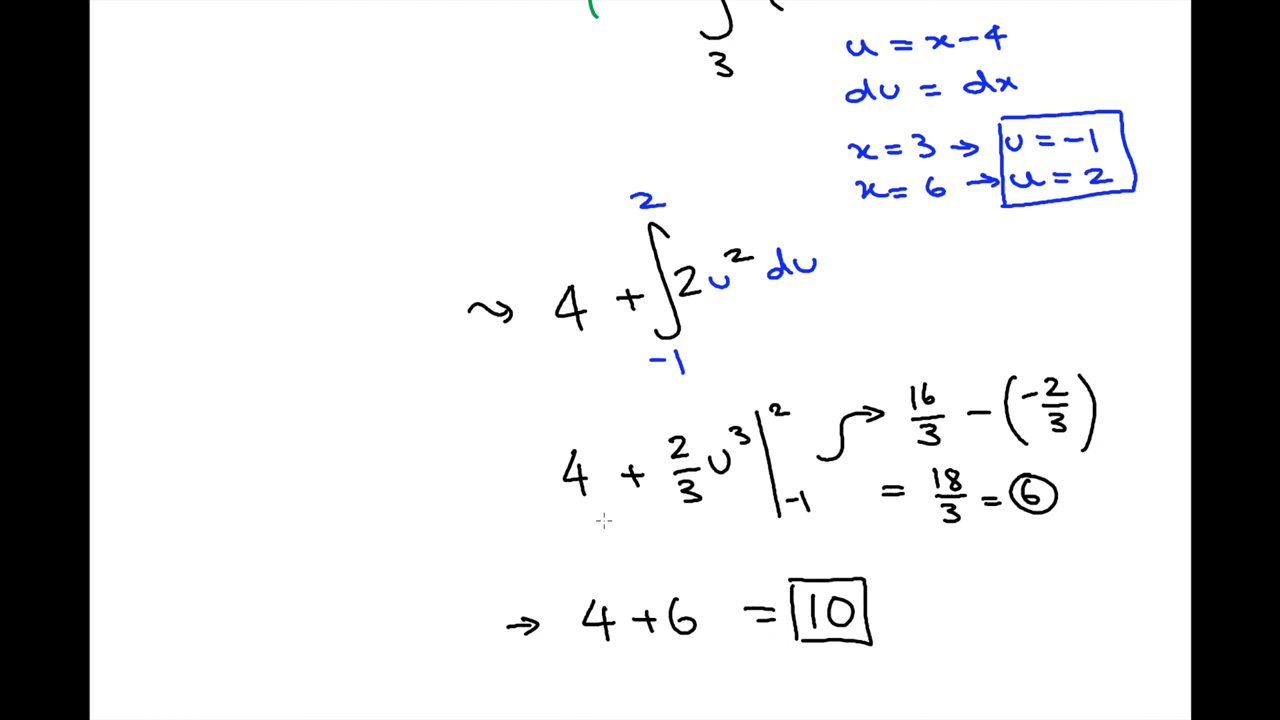 ∫
3
u = x - 4
du = dx
x = 3 → u = -1
x = 6 → u = 2
⇝ 4 + ∫_{-1}^{2} 2u² du
4 + 2/3 u³ |_{-1}^{2} → 16/3 - (-2/3)
= 18/3 = 6
→ 4 + 6 = 10